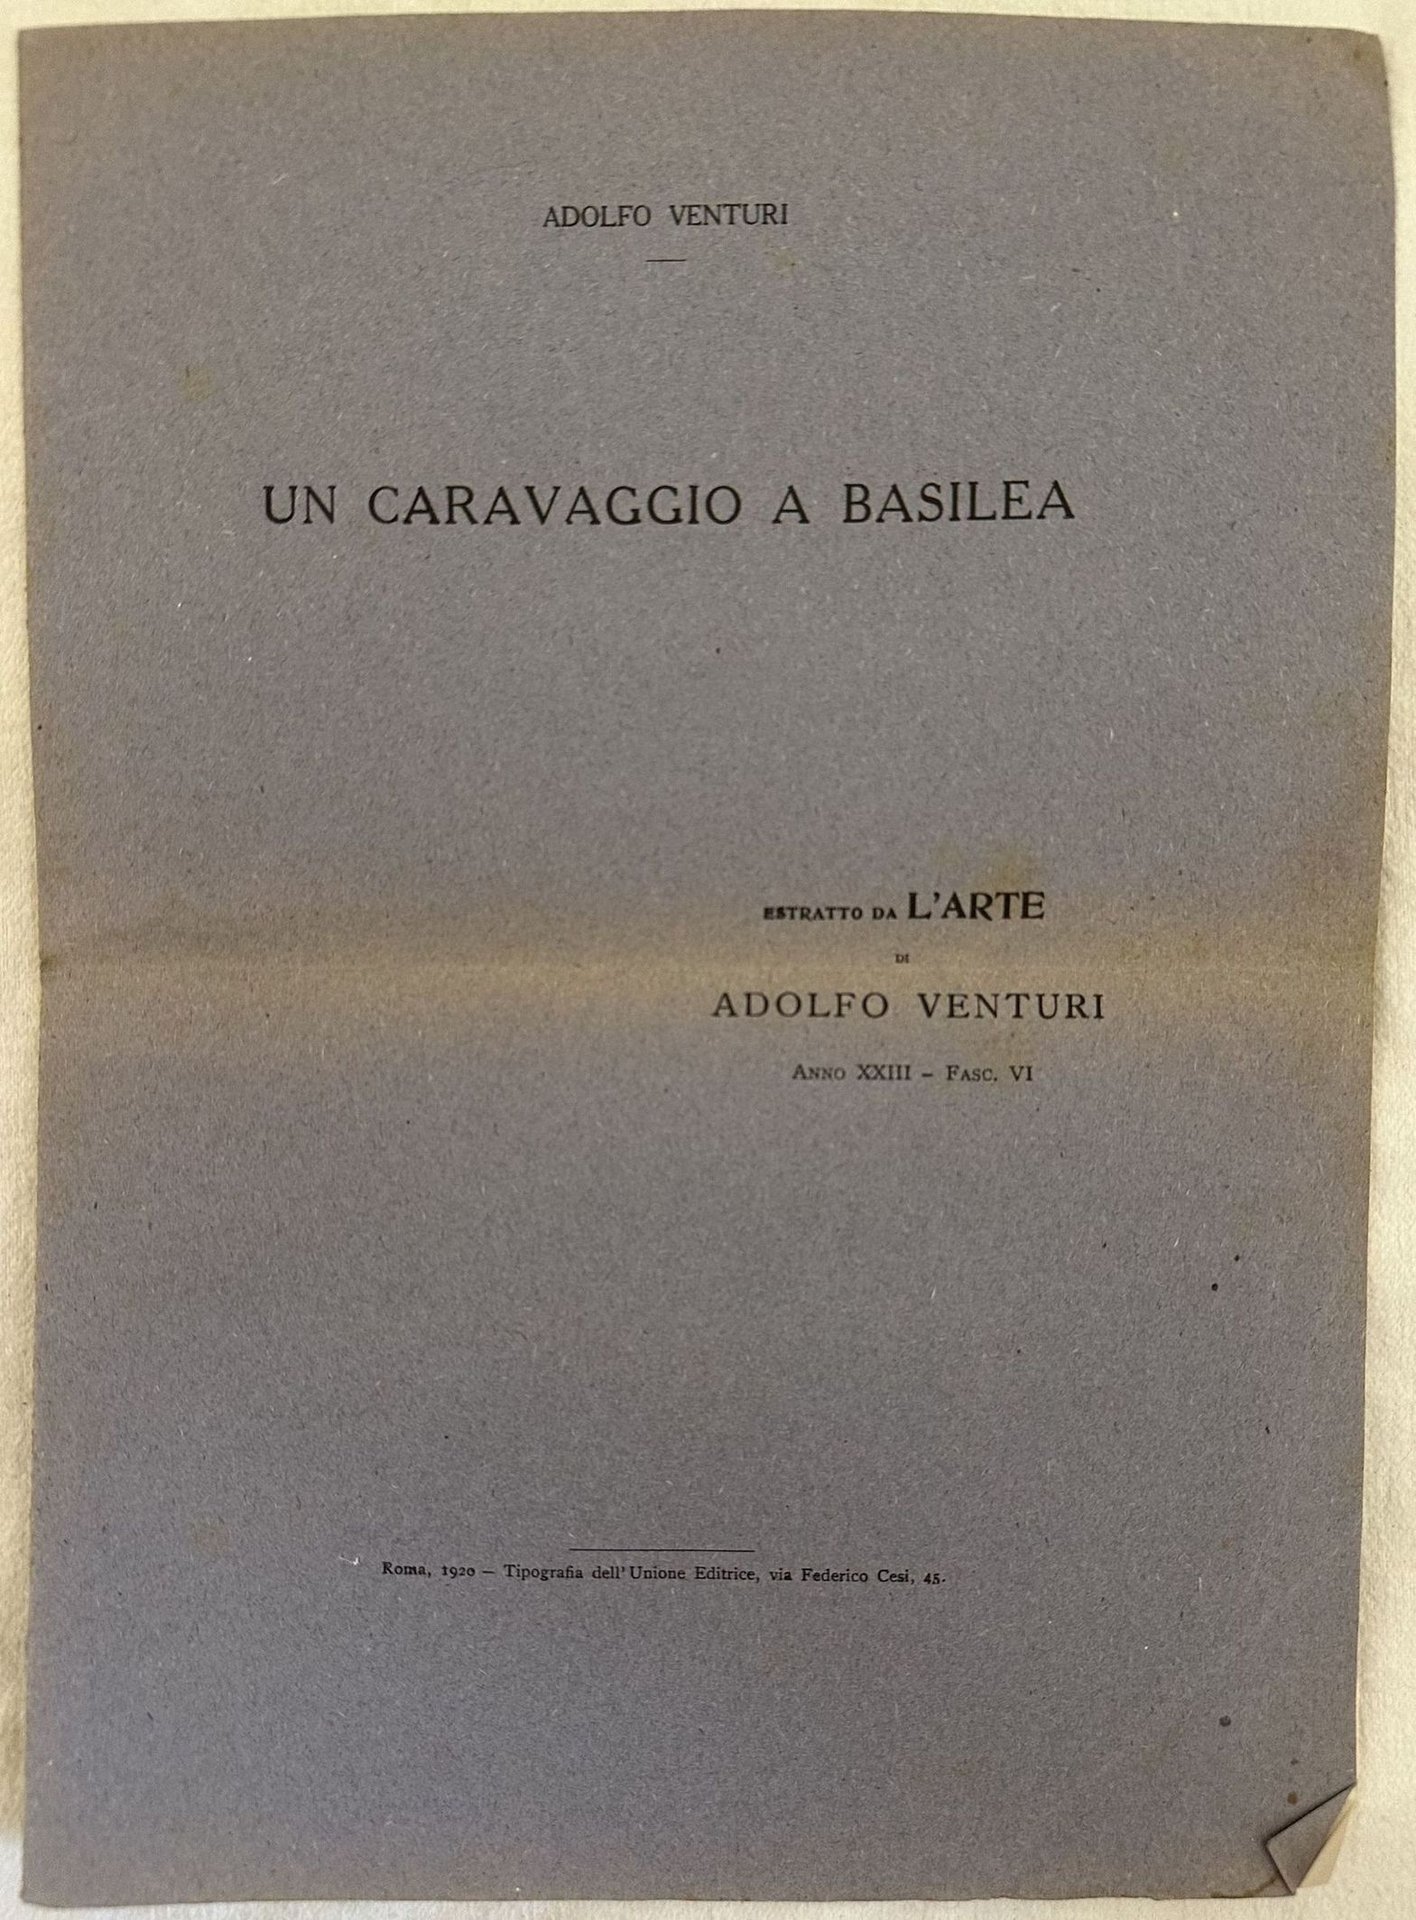 ADOLFO VENTURI
UN CARAVAGGIO A BASILEA
ESTRATTO DA L'ARTE
DI
ADOLFO VENTURI
ANNO XXIII – FASC. VI
Roma, 1920 — Tipografia dell'Unione Editrice, via Federico Cesi, 45.